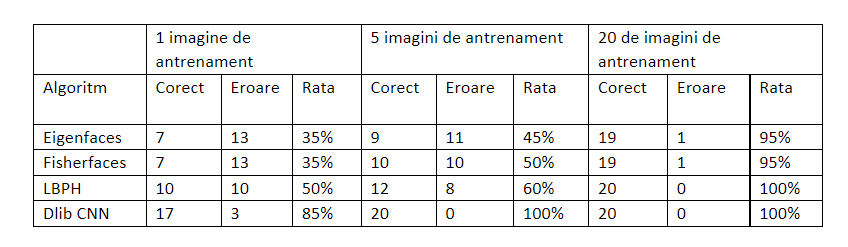 1 imagine de antrenament 5 imagini de antrenament 20 de imagini de antrenament
Algoritm Corect Eroare Rata Corect Eroare Rata Corect Eroare Rata
Eigenfaces 7 13 35% 9 11 45% 19 1 95%
Fisherfaces 7 13 35% 10 10 50% 19 1 95%
LBPH 10 10 50% 12 8 60% 20 0 100%
Dlib CNN 17 3 85% 20 0 100% 20 0 100%